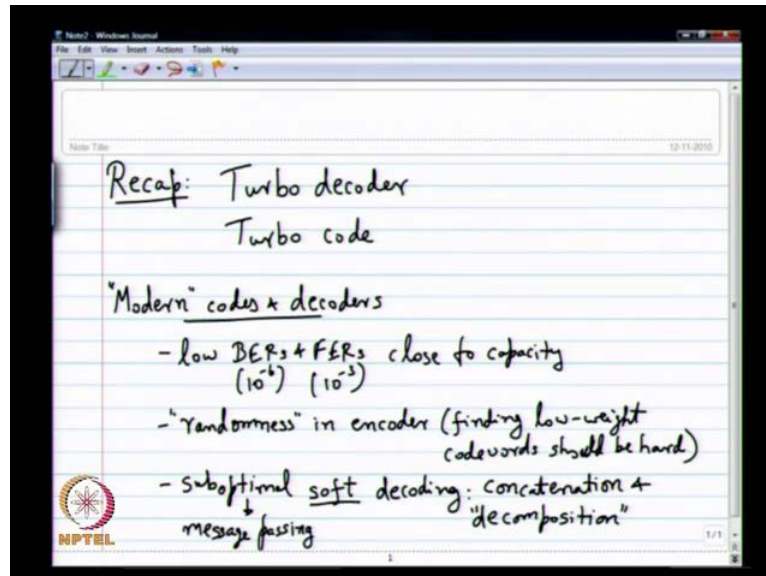 Note2 - Windows Journal
File Edit View Insert Actions Tools Help
Note Title
12-11-2010
Recap: Turbo decoder
Turbo code
"Modern" codes & decoders
- low BERs & FERs close to capacity
(10^-6) (10^-3)
- "randomness" in encoder (finding low-weight
codewords should be hard)
- suboptimal soft decoding: concatenation &
"decomposition"
message passing
NPTEL
1/1
1